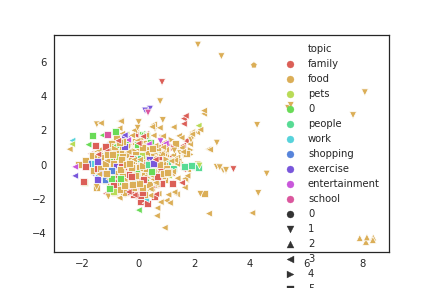 topic
family
food
pets
0
people
work
shopping
exercise
entertainment
school
0
1
2
3
4
5
6
4
2
0
−2
−4
−2 0 2 4 6 8